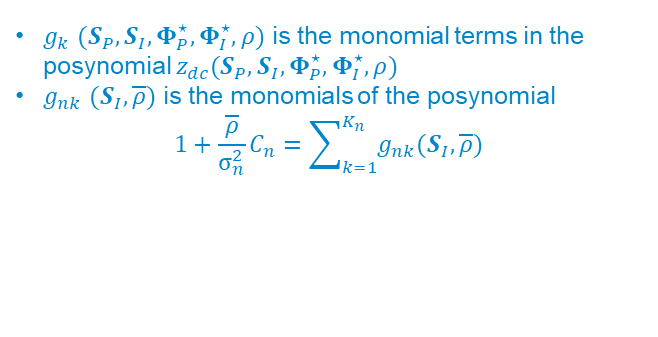 • g_k (S_P, S_I, Φ_P^⋆, Φ_I^⋆, ρ) is the monomial terms in the
posynomial z_dc(S_P, S_I, Φ_P^⋆, Φ_I^⋆, ρ)
• g_nk (S_I, ρ̅) is the monomials of the posynomial
1 + ρ̅/σ_n^2 C_n = ∑_{k=1}^{K_n} g_nk(S_I, ρ̅)